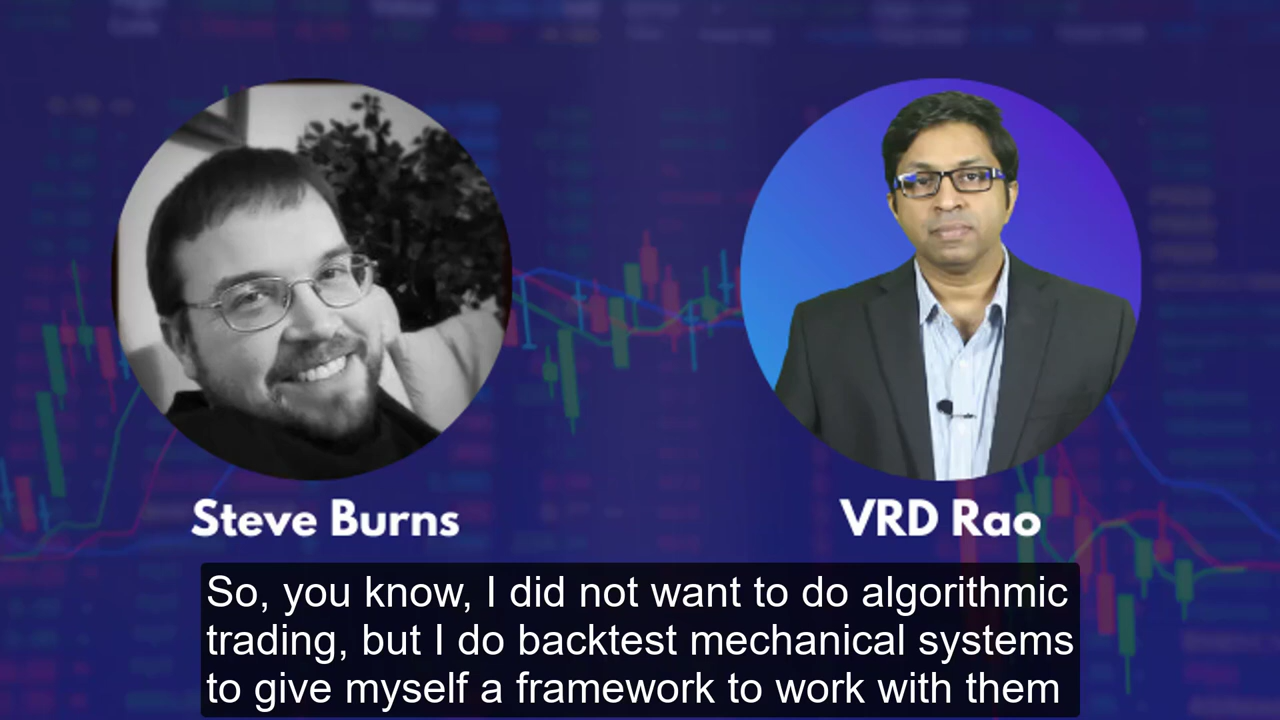 Steve Burns
VRD Rao
So, you know, I did not want to do algorithmic
trading, but I do backtest mechanical systems
to give myself a framework to work with them